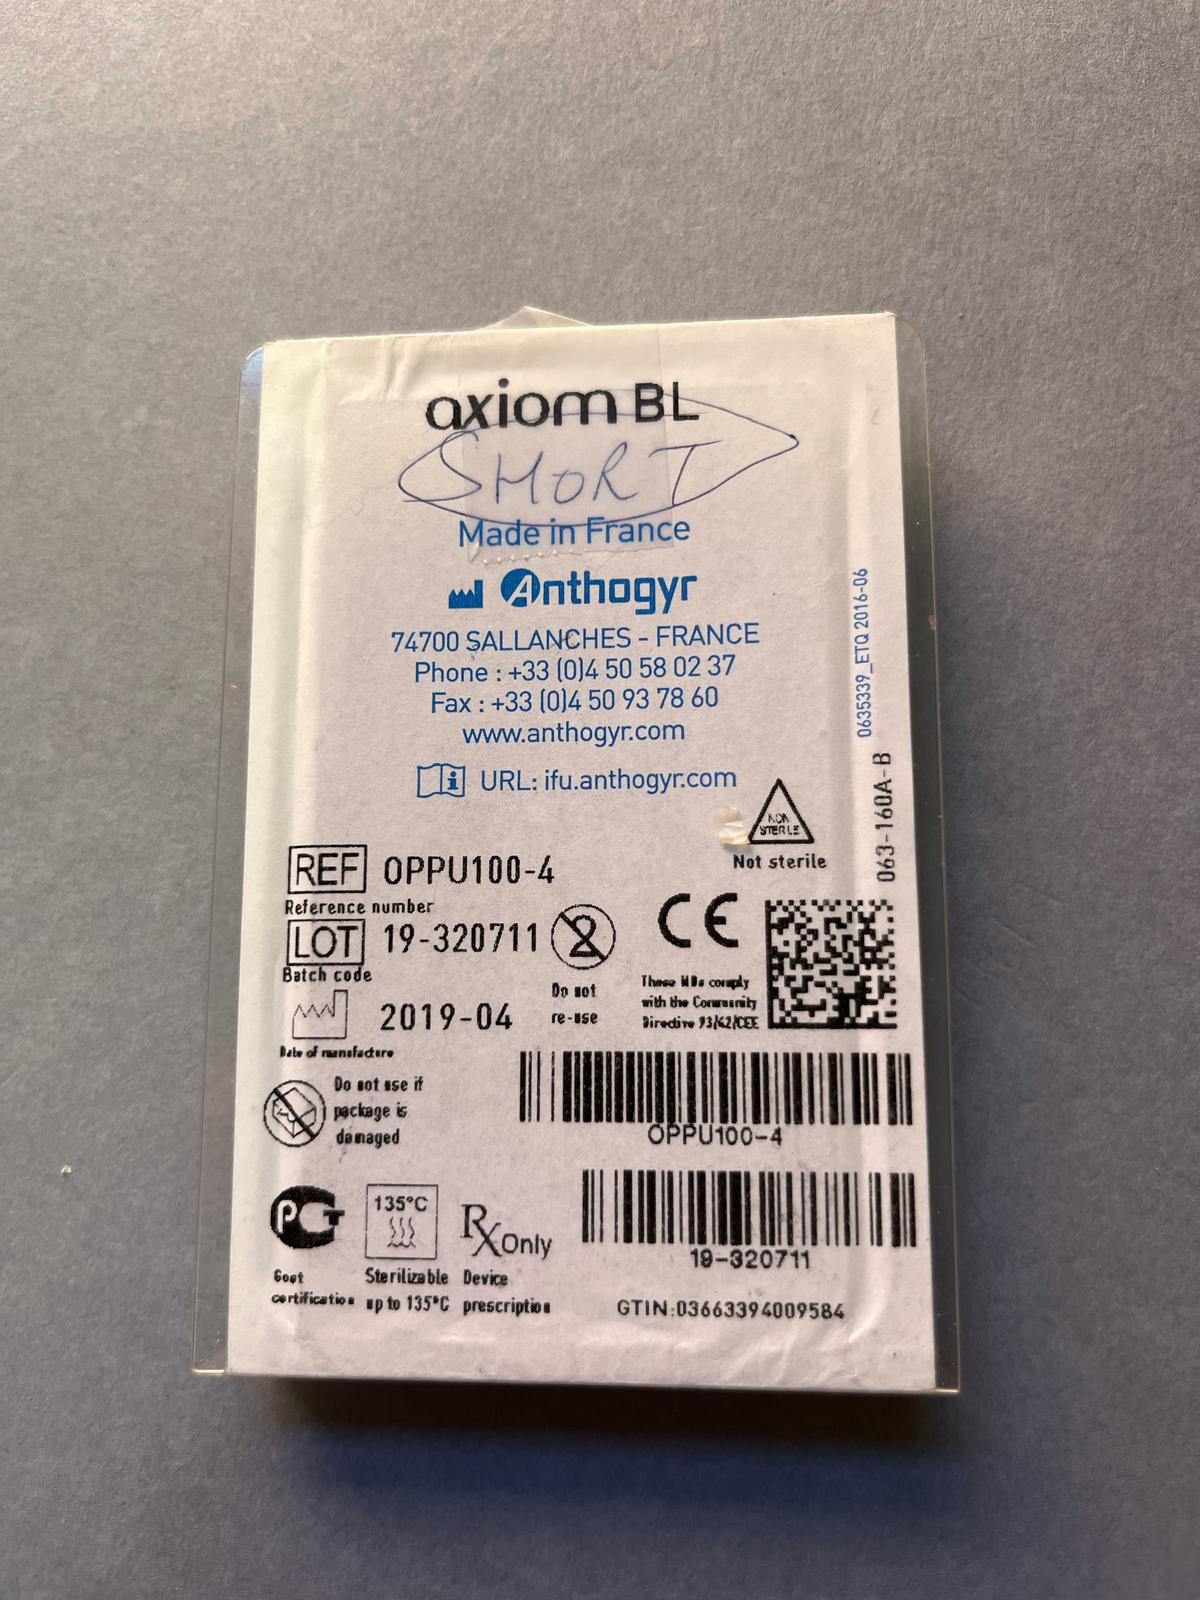 axiom BL
SHORT
Made in France
Anthogyr
74700 SALLANCHES - FRANCE
Phone : +33 (0)4 50 58 02 37
Fax : +33 (0)4 50 93 78 60
www.anthogyr.com
URL: ifu.anthogyr.com
0635339_ETQ 2016-06
063-160A-B
NON
STERILE
Not sterile
REF OPPU100-4
Reference number
LOT 19-320711
Batch code
2019-04
Date of manufacture
2
Do not
re-use
CE
These MDs comply
with the Community
Directive 93/42/CEE
Do not use if
package is
damaged
OPPU100-4
19-320711
GTIN:03663394009584
PCT
Gost
certification
135°C
Sterilizable
up to 135°C
Rx Only
Device
prescription